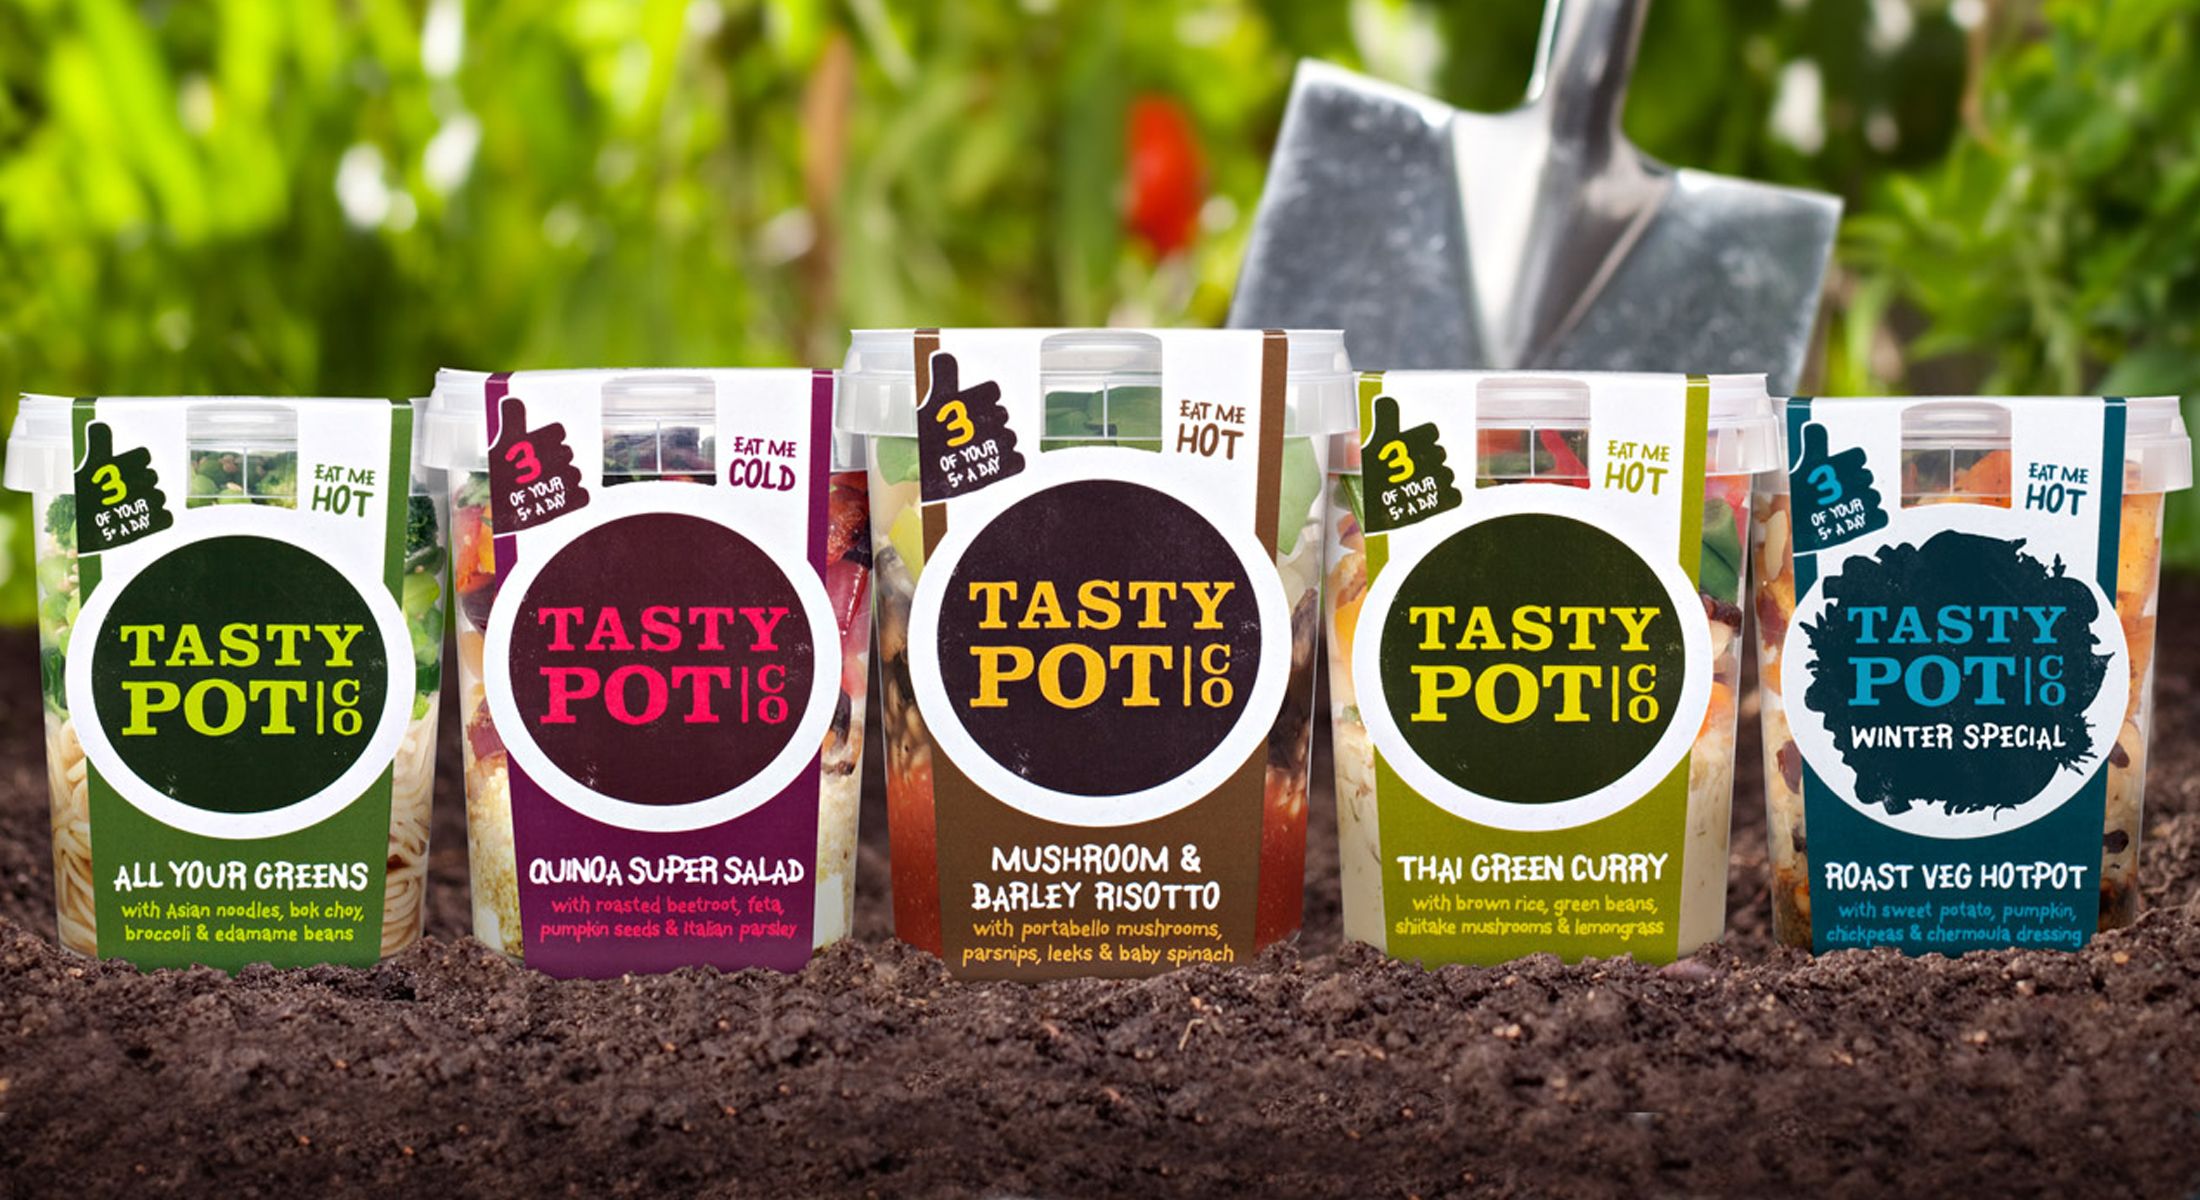 3
OF YOUR
5+ A DAY
EAT ME
HOT
TASTY
POT|CO
ALL YOUR GREENS
with Asian noodles, bok choy,
broccoli & edamame beans
3
OF YOUR
5+ A DAY
EAT ME
COLD
TASTY
POT|CO
QUINOA SUPER SALAD
with roasted beetroot, feta,
pumpkin seeds & Italian parsley
3
OF YOUR
5+ A DAY
EAT ME
HOT
TASTY
POT|CO
MUSHROOM &
BARLEY RISOTTO
with portabello mushrooms,
parsnips, leeks & baby spinach
3
OF YOUR
5+ A DAY
EAT ME
HOT
TASTY
POT|CO
THAI GREEN CURRY
with brown rice, green beans,
shiitake mushrooms & lemongrass
3
OF YOUR
5+ A DAY
EAT ME
HOT
TASTY
POT|CO
WINTER SPECIAL
ROAST VEG HOTPOT
with sweet potato, pumpkin,
chickpeas & chermoula dressing